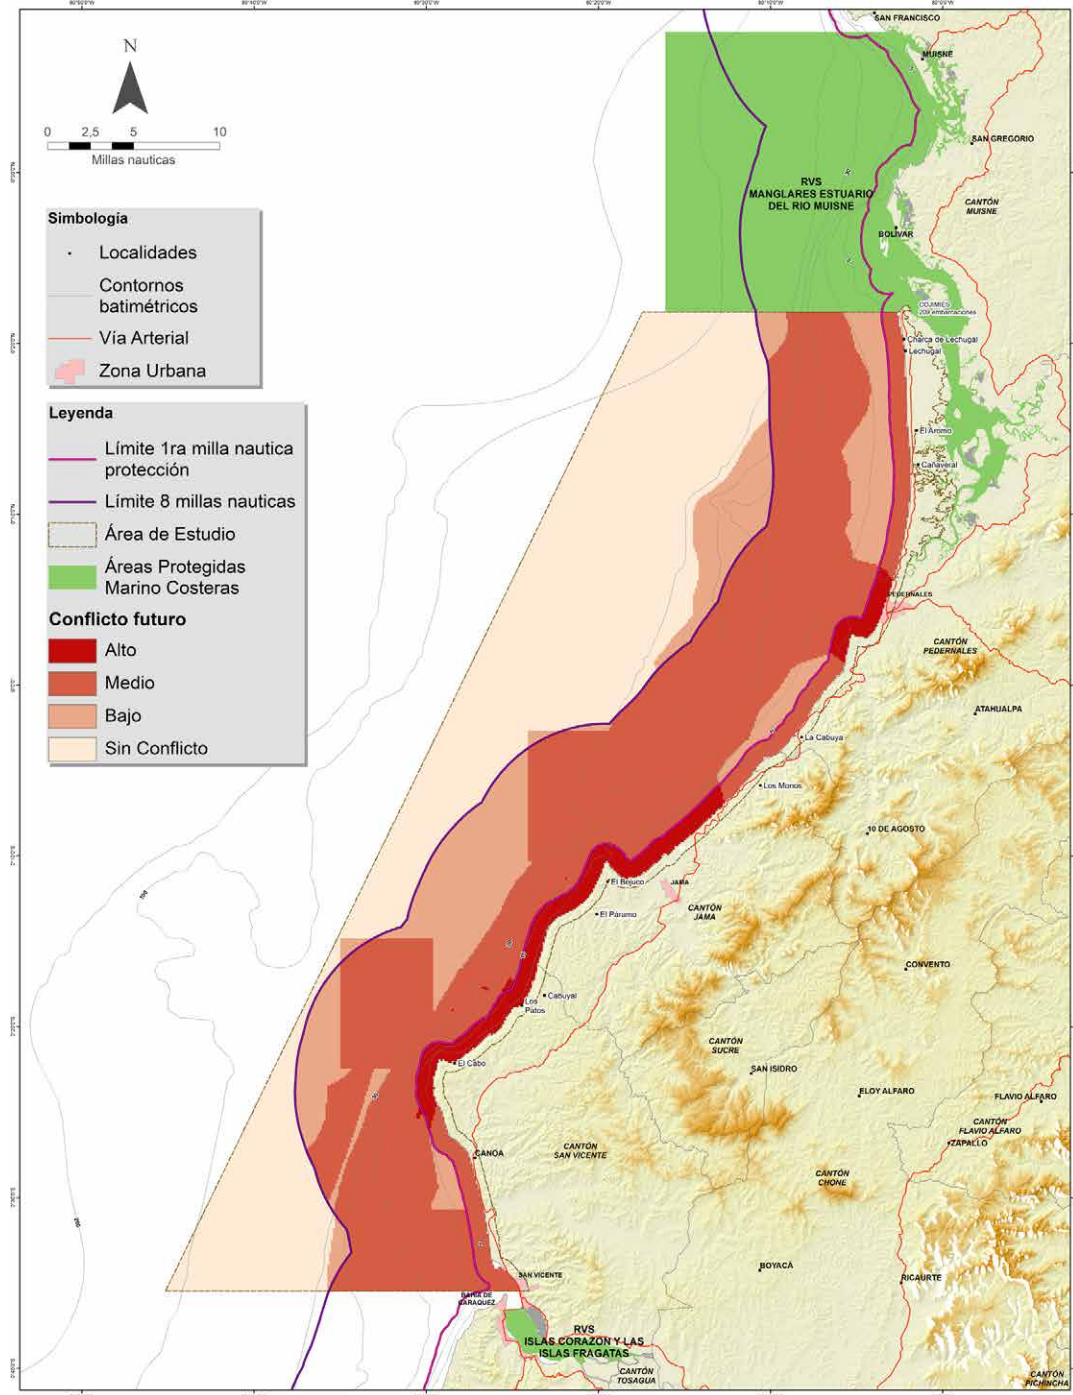 SAN FRANCISCO
N
MUISNE
0 2,5 5 10
Millas nauticas
SAN GREGORIO
RVS
MANGLARES ESTUARIO
DEL RIO MUISNE
CANTÓN
MUISNE
BOLIVAR
Simbología
Localidades
Contornos
batimétricos
Vía Arterial
Zona Urbana
COJIMIES
209 embarraciones
Charca de Lechugal
Lechugal
Leyenda
Límite 1ra milla nautica
protección
Límite 8 millas nauticas
Área de Estudio
Áreas Protegidas
Marino Costeras
Conflicto futuro
Alto
Medio
Bajo
Sin Conflicto
El Aromo
Cañaveral
PEDERNALES
CANTÓN
PEDERNALES
ATAHUALPA
La Cabuya
Los Monos
10 DE AGOSTO
El Bejuco
JAMA
El Páramo
CANTÓN
JAMA
100
CONVENTO
Cabuyal
Los
Patos
CANTÓN
SUCRE
El Cabo
SAN ISIDRO
ELOY ALFARO
FLAVIO ALFARO
CANTÓN
FLAVIO ALFARO
ZAPALLO
CANOA
CANTÓN
SAN VICENTE
CANTÓN
CHONE
200
BOYACÁ
RICAURTE
SAN VICENTE
BAHIA DE
CARAQUEZ
RVS
ISLAS CORAZON Y LAS
ISLAS FRAGATAS
CANTÓN
TOSAGUA
CANTÓN
PICHINCHA